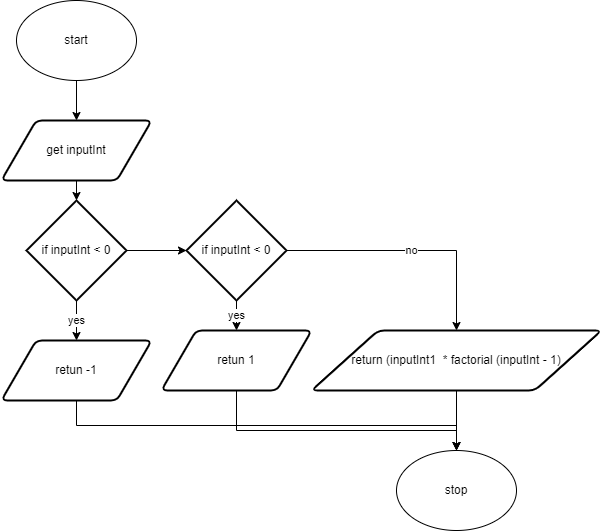 start
get inputInt
if inputInt < 0
if inputInt < 0
no
yes
yes
retun -1
retun 1
return (inputInt1 * factorial (inputInt - 1)
stop